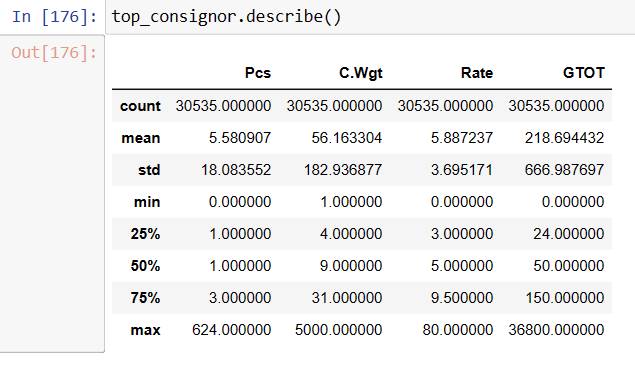 In [176]: top_consignor.describe()
Out[176]:
Pcs C.Wgt Rate GTOT
count 30535.000000 30535.000000 30535.000000 30535.000000
mean 5.580907 56.163304 5.887237 218.694432
std 18.083552 182.936877 3.695171 666.987697
min 0.000000 1.000000 0.000000 0.000000
25% 1.000000 4.000000 3.000000 24.000000
50% 1.000000 9.000000 5.000000 50.000000
75% 3.000000 31.000000 9.500000 150.000000
max 624.000000 5000.000000 80.000000 36800.000000